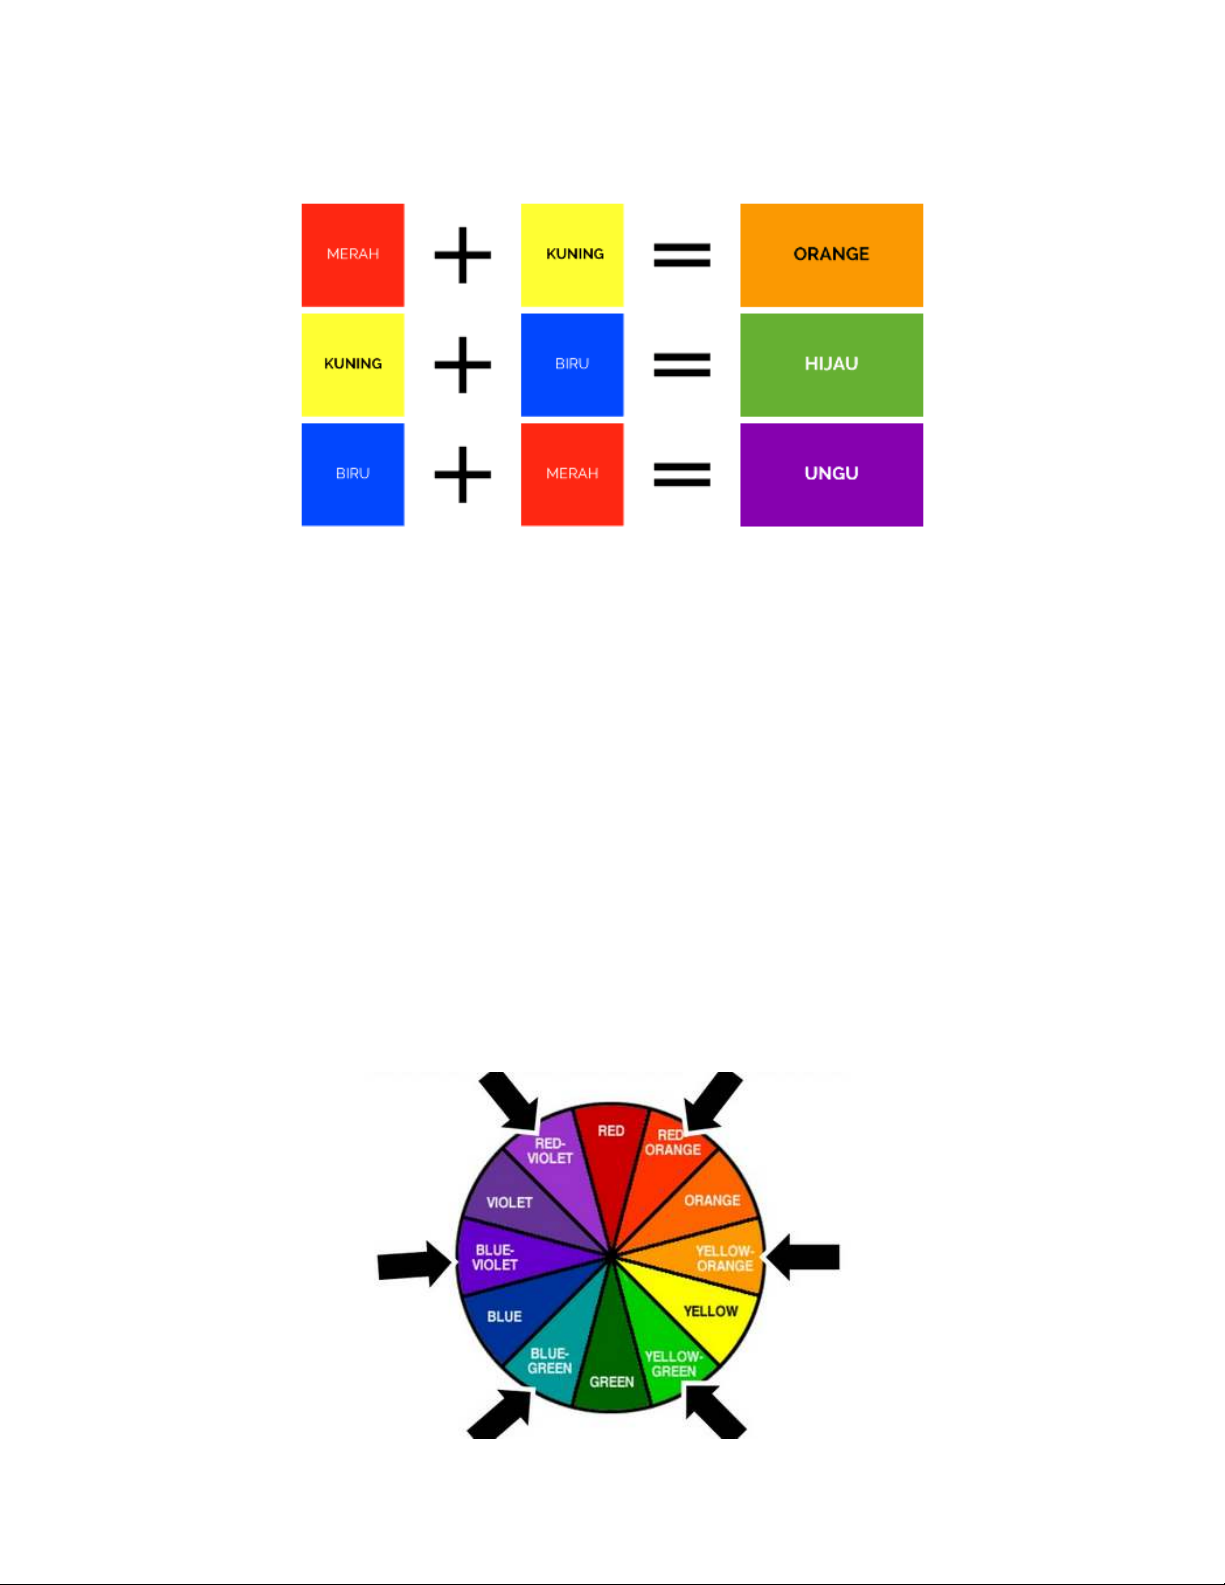 MERAH + KUNING = ORANGE
KUNING + BIRU = HIJAU
BIRU + MERAH = UNGU
RED
RED-
VIOLET
RED-
ORANGE
VIOLET
ORANGE
BLUE-
VIOLET
YELLOW-
ORANGE
BLUE
YELLOW
BLUE-
GREEN
YELLOW-
GREEN
GREEN